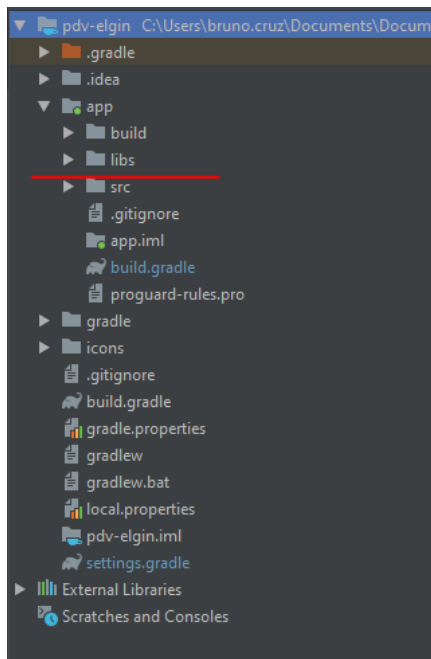 pdv-elgin C:\Users\bruno.cruz\Documents\Docum
.gradle
.idea
app
build
libs
src
.gitignore
app.iml
build.gradle
proguard-rules.pro
gradle
icons
.gitignore
build.gradle
gradle.properties
gradlew
gradlew.bat
local.properties
pdv-elgin.iml
settings.gradle
External Libraries
Scratches and Consoles